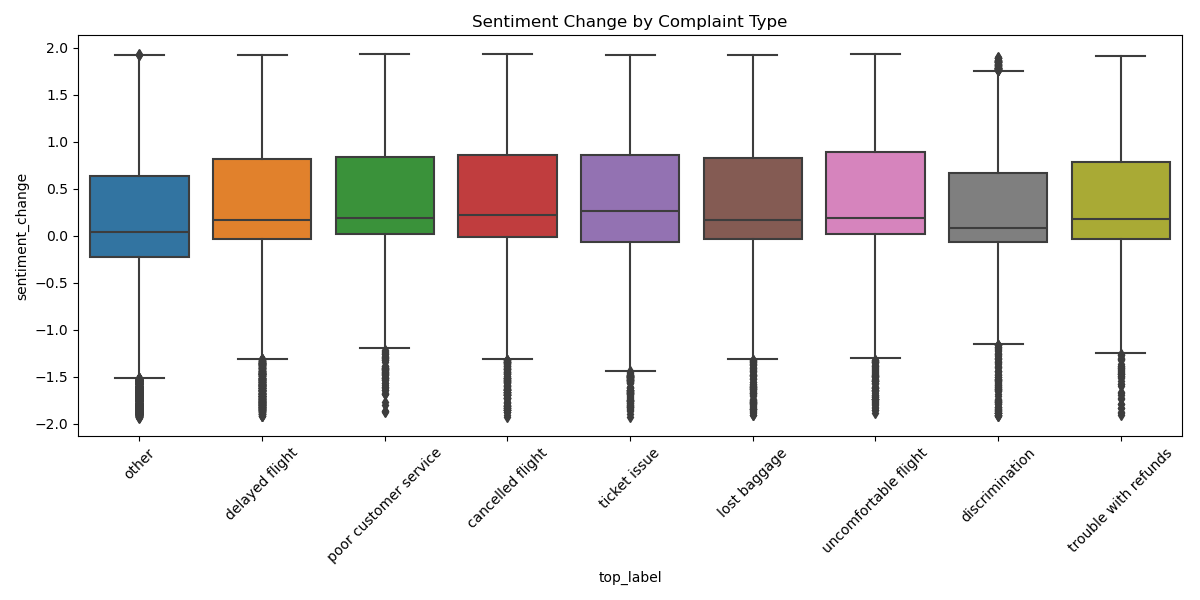 Sentiment Change by Complaint Type
sentiment_change
2.0
1.5
1.0
0.5
0.0
−0.5
−1.0
−1.5
−2.0
other
delayed flight
poor customer service
cancelled flight
ticket issue
lost baggage
uncomfortable flight
discrimination
trouble with refunds
top_label